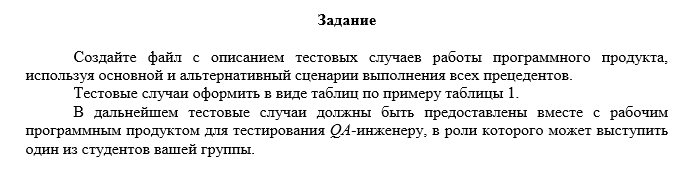 Задание
Создайте файл с описанием тестовых случаев работы программного продукта,
используя основной и альтернативный сценарии выполнения всех прецедентов.
Тестовые случаи оформить в виде таблиц по примеру таблицы 1.
В дальнейшем тестовые случаи должны быть предоставлены вместе с рабочим
программным продуктом для тестирования QA-инженеру, в роли которого может выступить
один из студентов вашей группы.